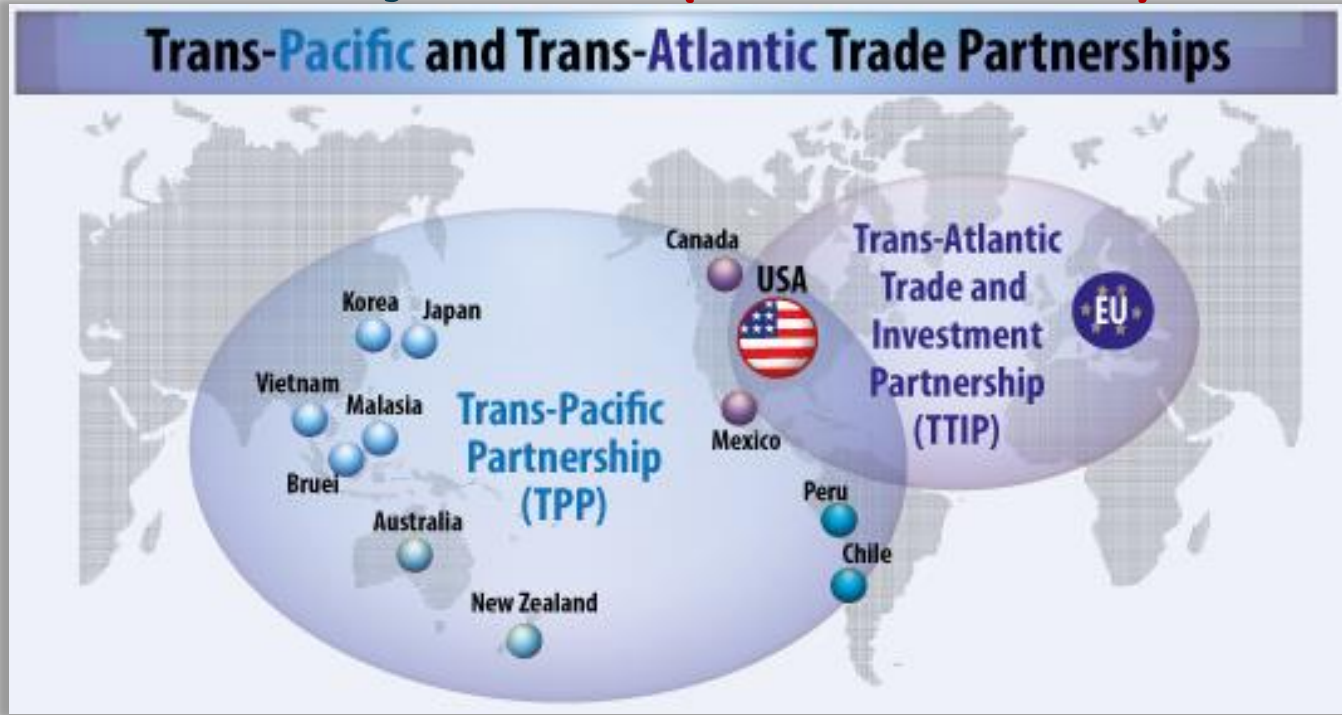 Trans-Pacific and Trans-Atlantic Trade Partnerships
Canada
USA
Trans-Atlantic
Trade and
Investment
Partnership
(TTIP)
EU
Korea
Japan
Vietnam
Malasia
Bruei
Trans-Pacific
Partnership
(TPP)
Mexico
Peru
Chile
Australia
New Zealand